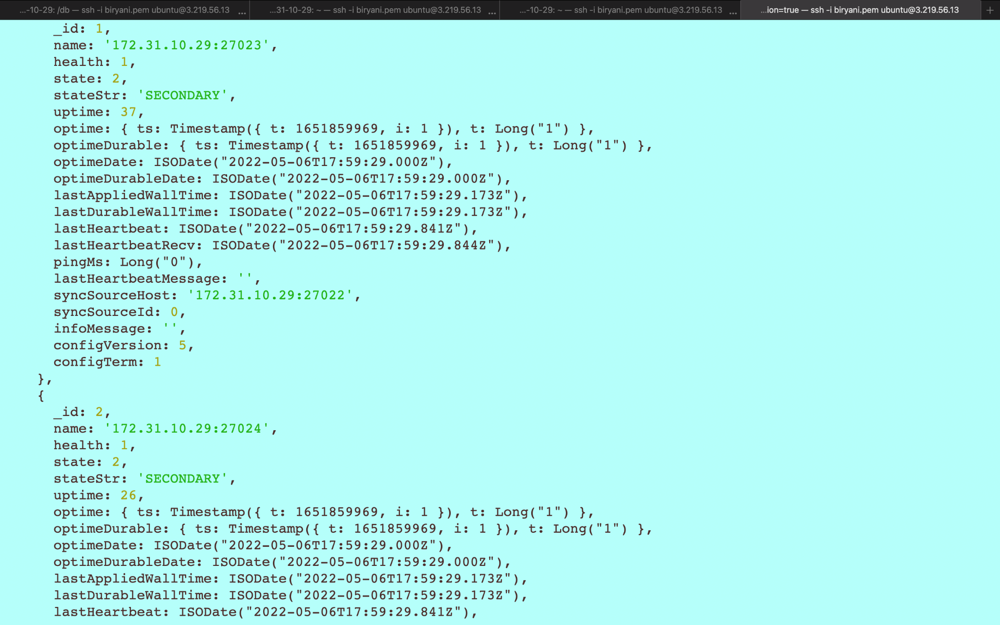 ...-10-29: /db — ssh -i biryani.pem ubuntu@3.219.56.13 ...
...31-10-29: ~ — ssh -i biryani.pem ubuntu@3.219.56.13 ...
...-10-29: ~ — ssh -i biryani.pem ubuntu@3.219.56.13 ...
...ion=true — ssh -i biryani.pem ubuntu@3.219.56.13
+
_id: 1,
name: '172.31.10.29:27023',
health: 1,
state: 2,
stateStr: 'SECONDARY',
uptime: 37,
optime: { ts: Timestamp({ t: 1651859969, i: 1 }), t: Long("1") },
optimeDurable: { ts: Timestamp({ t: 1651859969, i: 1 }), t: Long("1") },
optimeDate: ISODate("2022-05-06T17:59:29.000Z"),
optimeDurableDate: ISODate("2022-05-06T17:59:29.000Z"),
lastAppliedWallTime: ISODate("2022-05-06T17:59:29.173Z"),
lastDurableWallTime: ISODate("2022-05-06T17:59:29.173Z"),
lastHeartbeat: ISODate("2022-05-06T17:59:29.841Z"),
lastHeartbeatRecv: ISODate("2022-05-06T17:59:29.844Z"),
pingMs: Long("0"),
lastHeartbeatMessage: '',
syncSourceHost: '172.31.10.29:27022',
syncSourceId: 0,
infoMessage: '',
configVersion: 5,
configTerm: 1
},
{
_id: 2,
name: '172.31.10.29:27024',
health: 1,
state: 2,
stateStr: 'SECONDARY',
uptime: 26,
optime: { ts: Timestamp({ t: 1651859969, i: 1 }), t: Long("1") },
optimeDurable: { ts: Timestamp({ t: 1651859969, i: 1 }), t: Long("1") },
optimeDate: ISODate("2022-05-06T17:59:29.000Z"),
optimeDurableDate: ISODate("2022-05-06T17:59:29.000Z"),
lastAppliedWallTime: ISODate("2022-05-06T17:59:29.173Z"),
lastDurableWallTime: ISODate("2022-05-06T17:59:29.173Z"),
lastHeartbeat: ISODate("2022-05-06T17:59:29.841Z"),